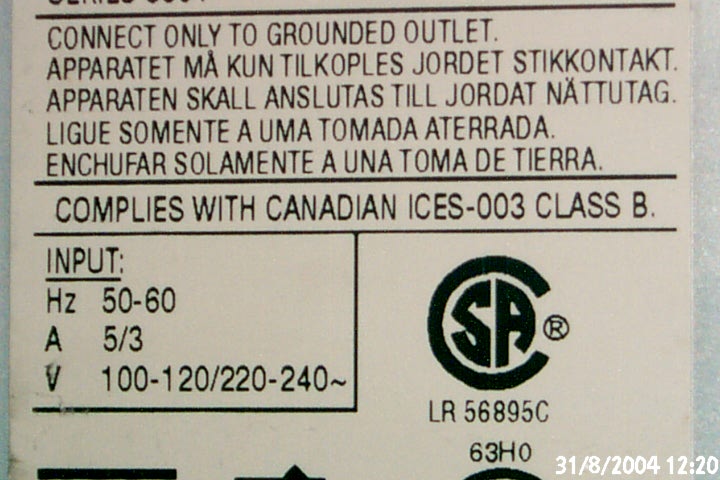 CONNECT ONLY TO GROUNDED OUTLET.
APPARATET MÅ KUN TILKOPLES JORDET STIKKONTAKT.
APPARATEN SKALL ANSLUTAS TILL JORDAT NÄTTUTAG.
LIGUE SOMENTE A UMA TOMADA ATERRADA.
ENCHUFAR SOLAMENTE A UNA TOMA DE TIERRA.
COMPLIES WITH CANADIAN ICES-003 CLASS B.
INPUT:
Hz 50-60
A 5/3
V 100-120/220-240~
SA ®
LR 56895C
63H0
31/8/2004 12:20